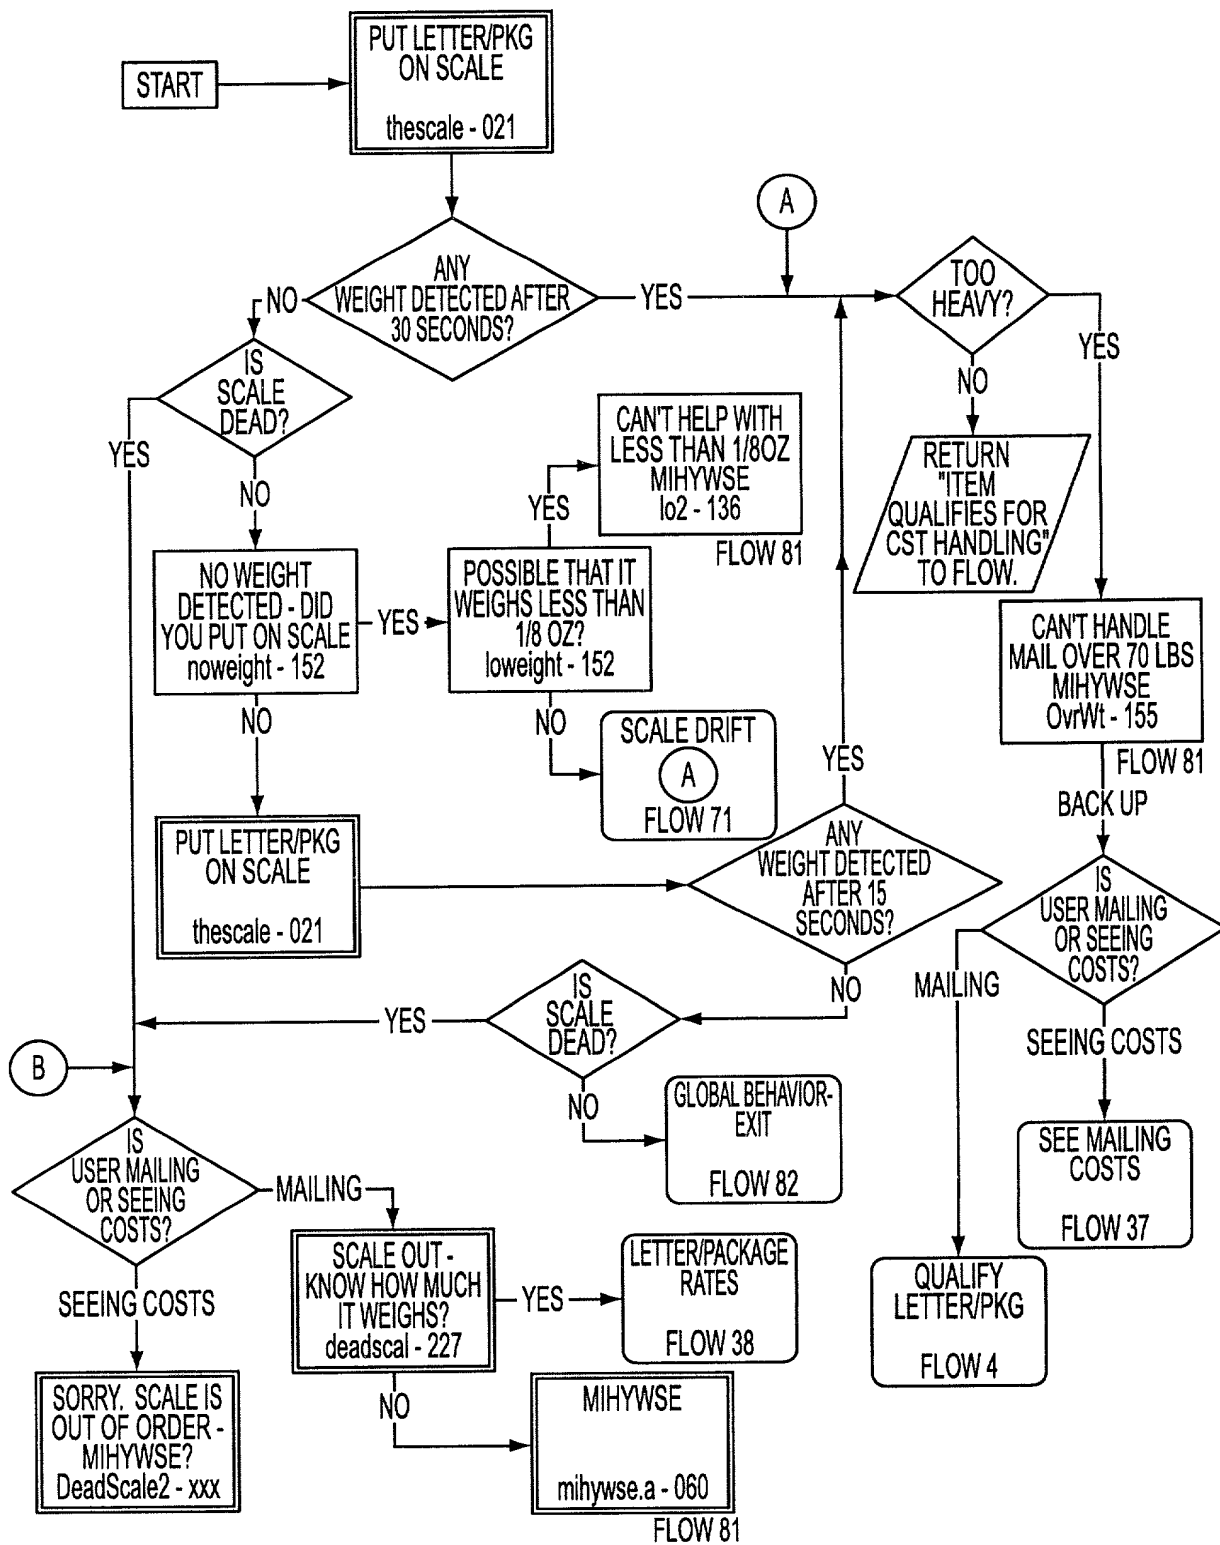 START
PUT LETTER/PKG
ON SCALE
thescale - 021
A
ANY
WEIGHT DETECTED AFTER
30 SECONDS?
NO
YES
TOO
HEAVY?
YES
NO
IS
SCALE
DEAD?
YES
NO
CAN'T HELP WITH
LESS THAN 1/8OZ
MIHYWSE
lo2 - 136
FLOW 81
YES
RETURN
"ITEM
QUALIFIES FOR
CST HANDLING"
TO FLOW.
NO WEIGHT
DETECTED - DID
YOU PUT ON SCALE
noweight - 152
YES
POSSIBLE THAT IT
WEIGHS LESS THAN
1/8 OZ?
loweight - 152
CAN'T HANDLE
MAIL OVER 70 LBS
MIHYWSE
OvrWt - 155
FLOW 81
NO
NO
SCALE DRIFT
A
FLOW 71
YES
BACK UP
PUT LETTER/PKG
ON SCALE
thescale - 021
ANY
WEIGHT DETECTED
AFTER 15
SECONDS?
IS
USER MAILING
OR SEEING
COSTS?
NO
MAILING
IS
SCALE
DEAD?
YES
SEEING COSTS
B
NO
GLOBAL BEHAVIOR-
EXIT
FLOW 82
SEE MAILING
COSTS
FLOW 37
IS
USER MAILING
OR SEEING
COSTS?
MAILING
SCALE OUT -
KNOW HOW MUCH
IT WEIGHS?
deadscal - 227
YES
LETTER/PACKAGE
RATES
FLOW 38
QUALIFY
LETTER/PKG
FLOW 4
SEEING COSTS
NO
SORRY. SCALE IS
OUT OF ORDER -
MIHYWSE?
DeadScale2 - xxx
MIHYWSE
mihywse.a - 060
FLOW 81